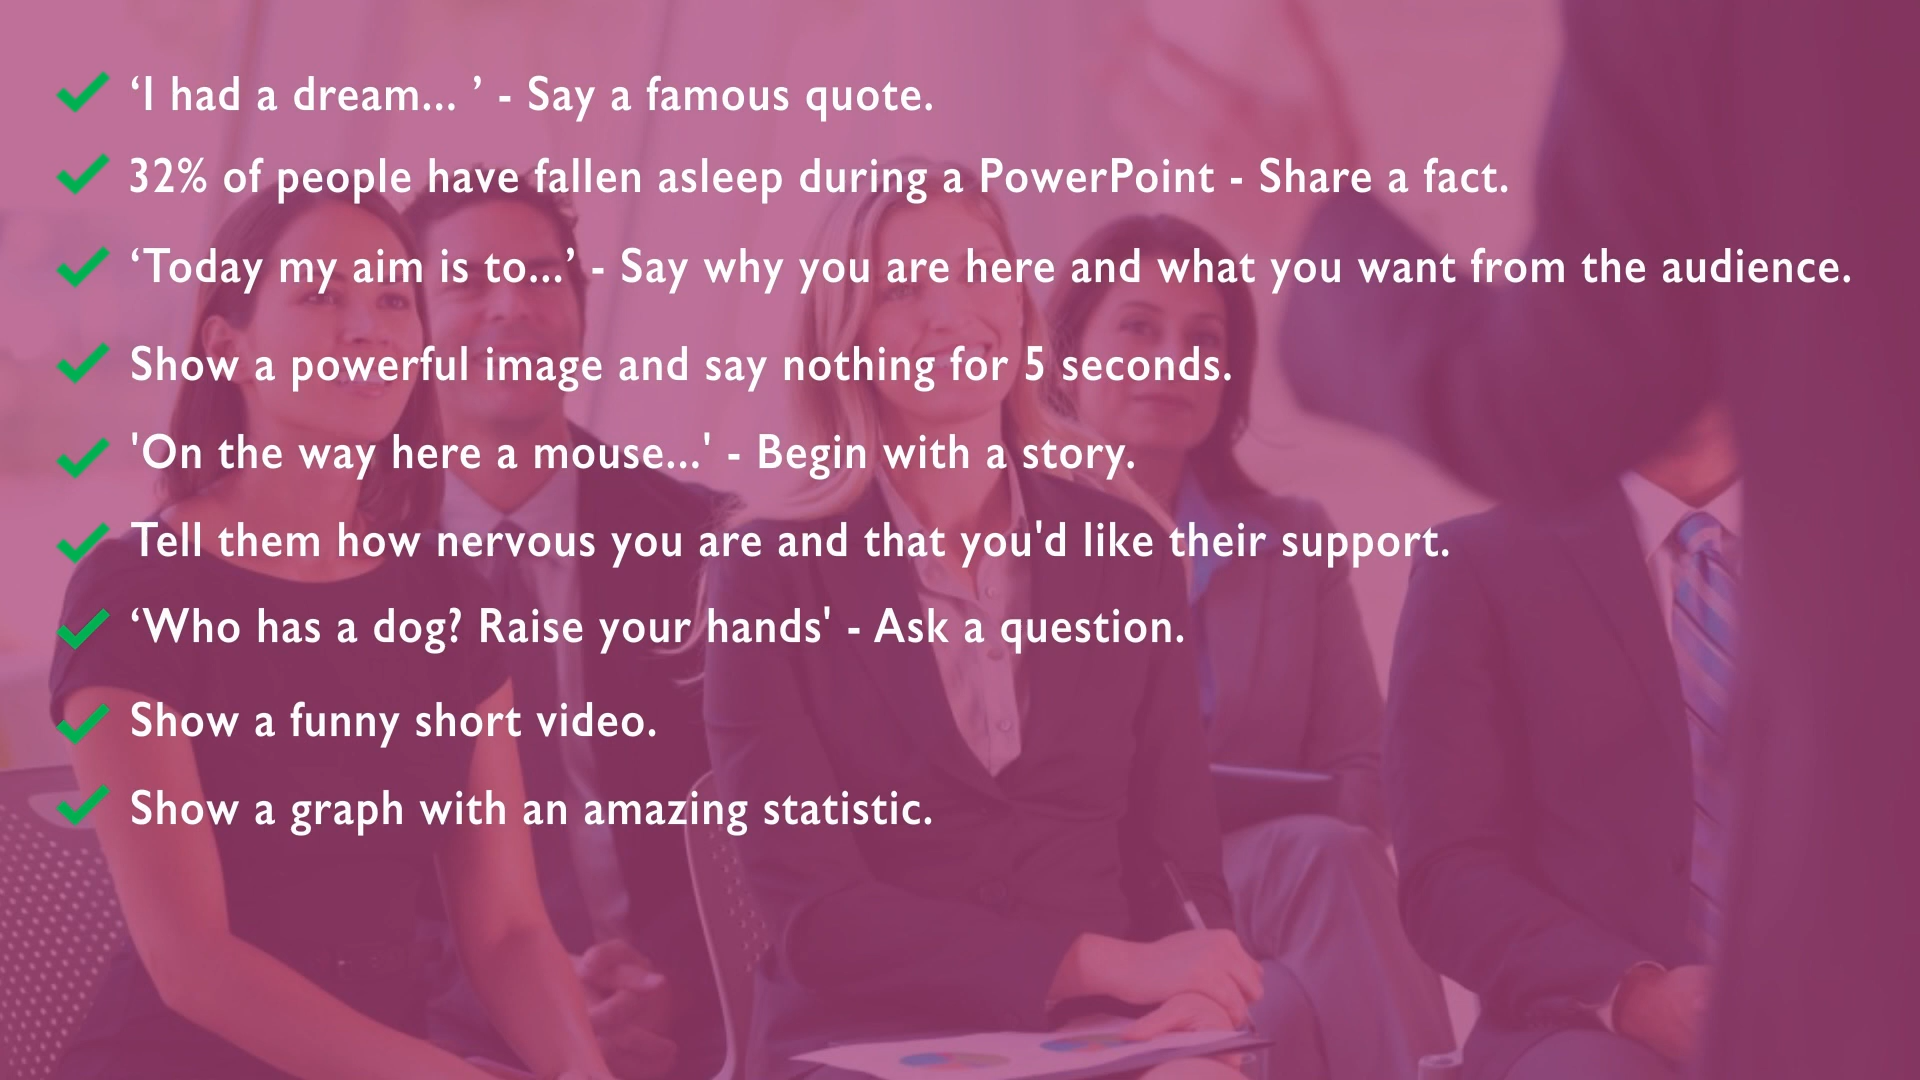 ‘I had a dream... ’ - Say a famous quote.
32% of people have fallen asleep during a PowerPoint - Share a fact.
‘Today my aim is to...’ - Say why you are here and what you want from the audience.
Show a powerful image and say nothing for 5 seconds.
'On the way here a mouse...' - Begin with a story.
Tell them how nervous you are and that you'd like their support.
‘Who has a dog? Raise your hands' - Ask a question.
Show a funny short video.
Show a graph with an amazing statistic.